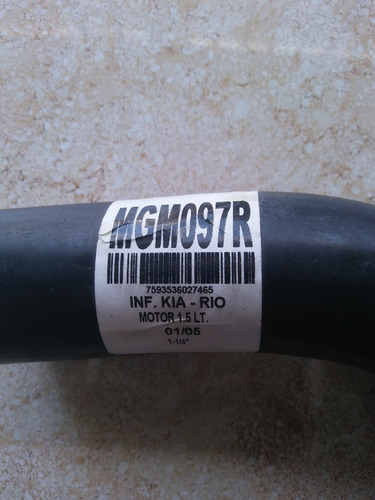 MGM097R
7593536027465
INF. KIA - RIO
MOTOR 1.5 LT.
01/05
1-1/4"